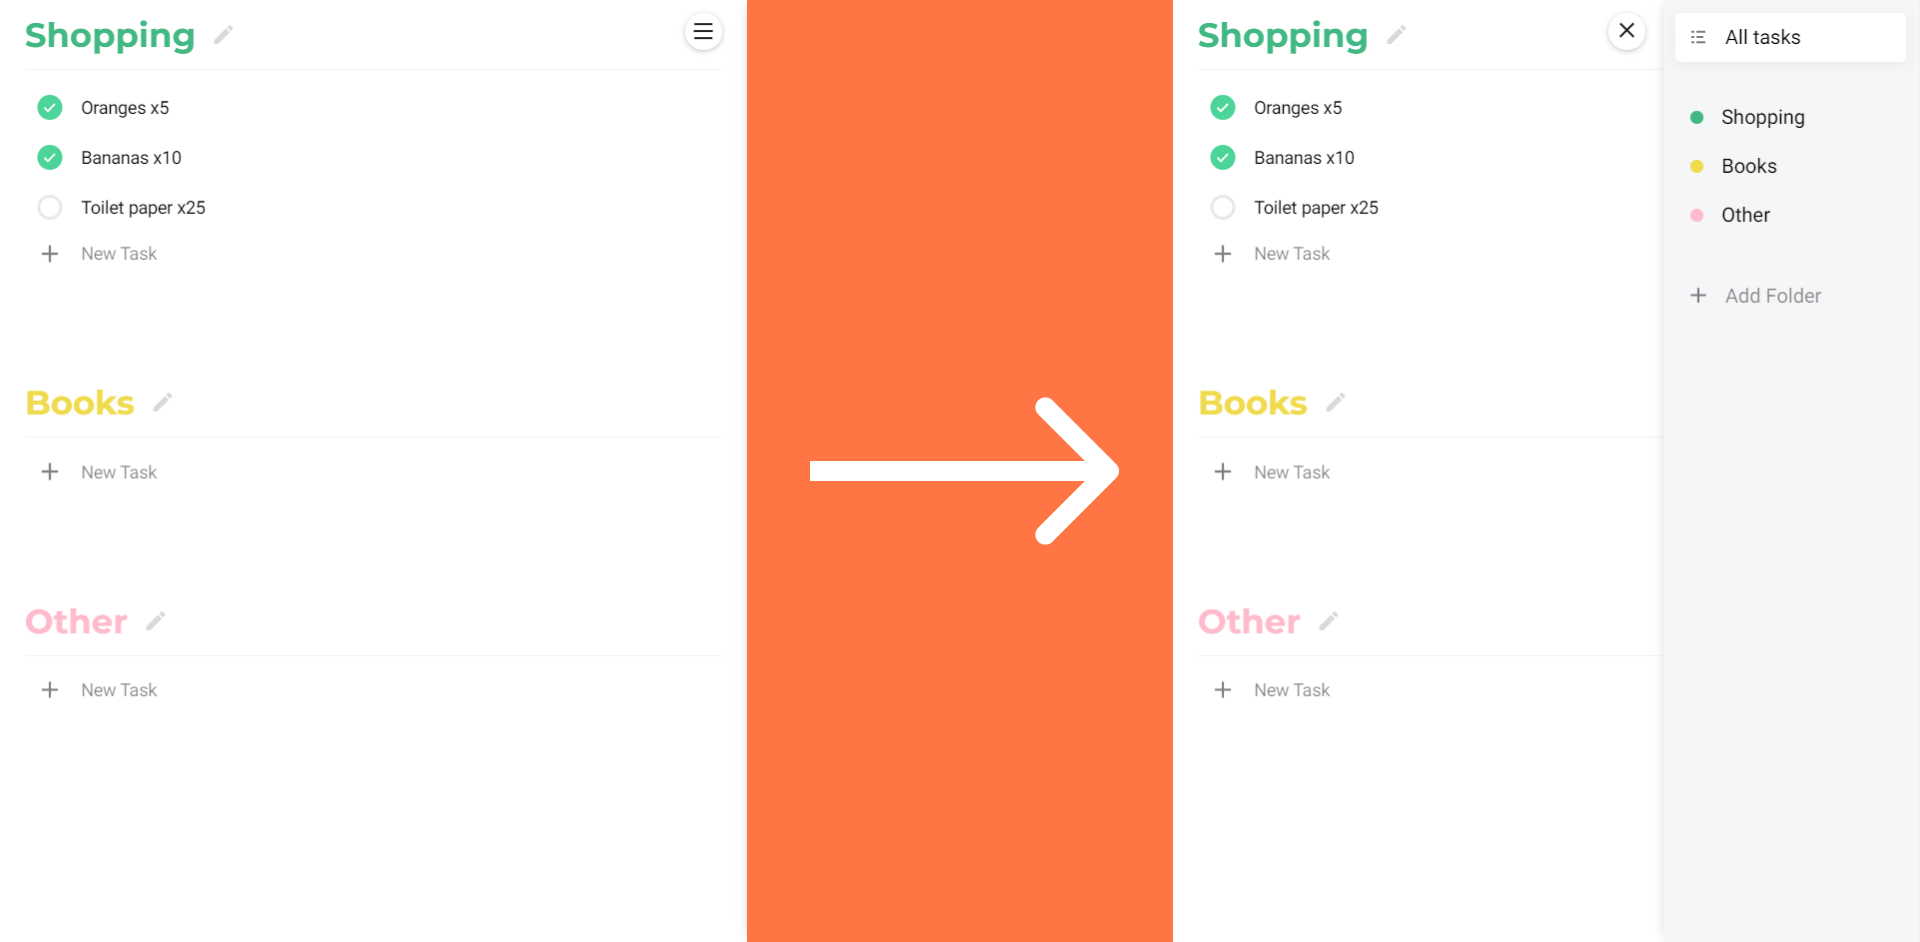 Shopping
Oranges x5
Bananas x10
Toilet paper x25
New Task
Books
New Task
Other
New Task
Shopping
Oranges x5
Bananas x10
Toilet paper x25
New Task
Books
New Task
Other
New Task
All tasks
Shopping
Books
Other
Add Folder